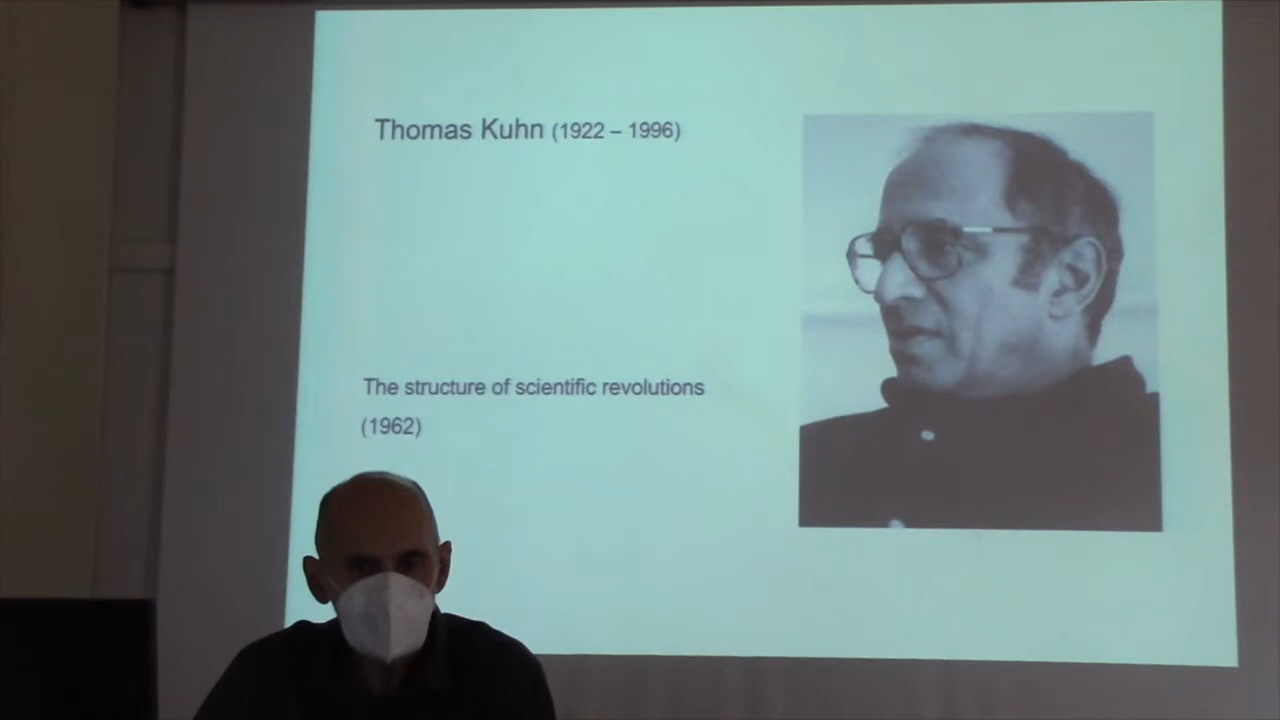 Thomas Kuhn (1922 – 1996)
The structure of scientific revolutions
(1962)